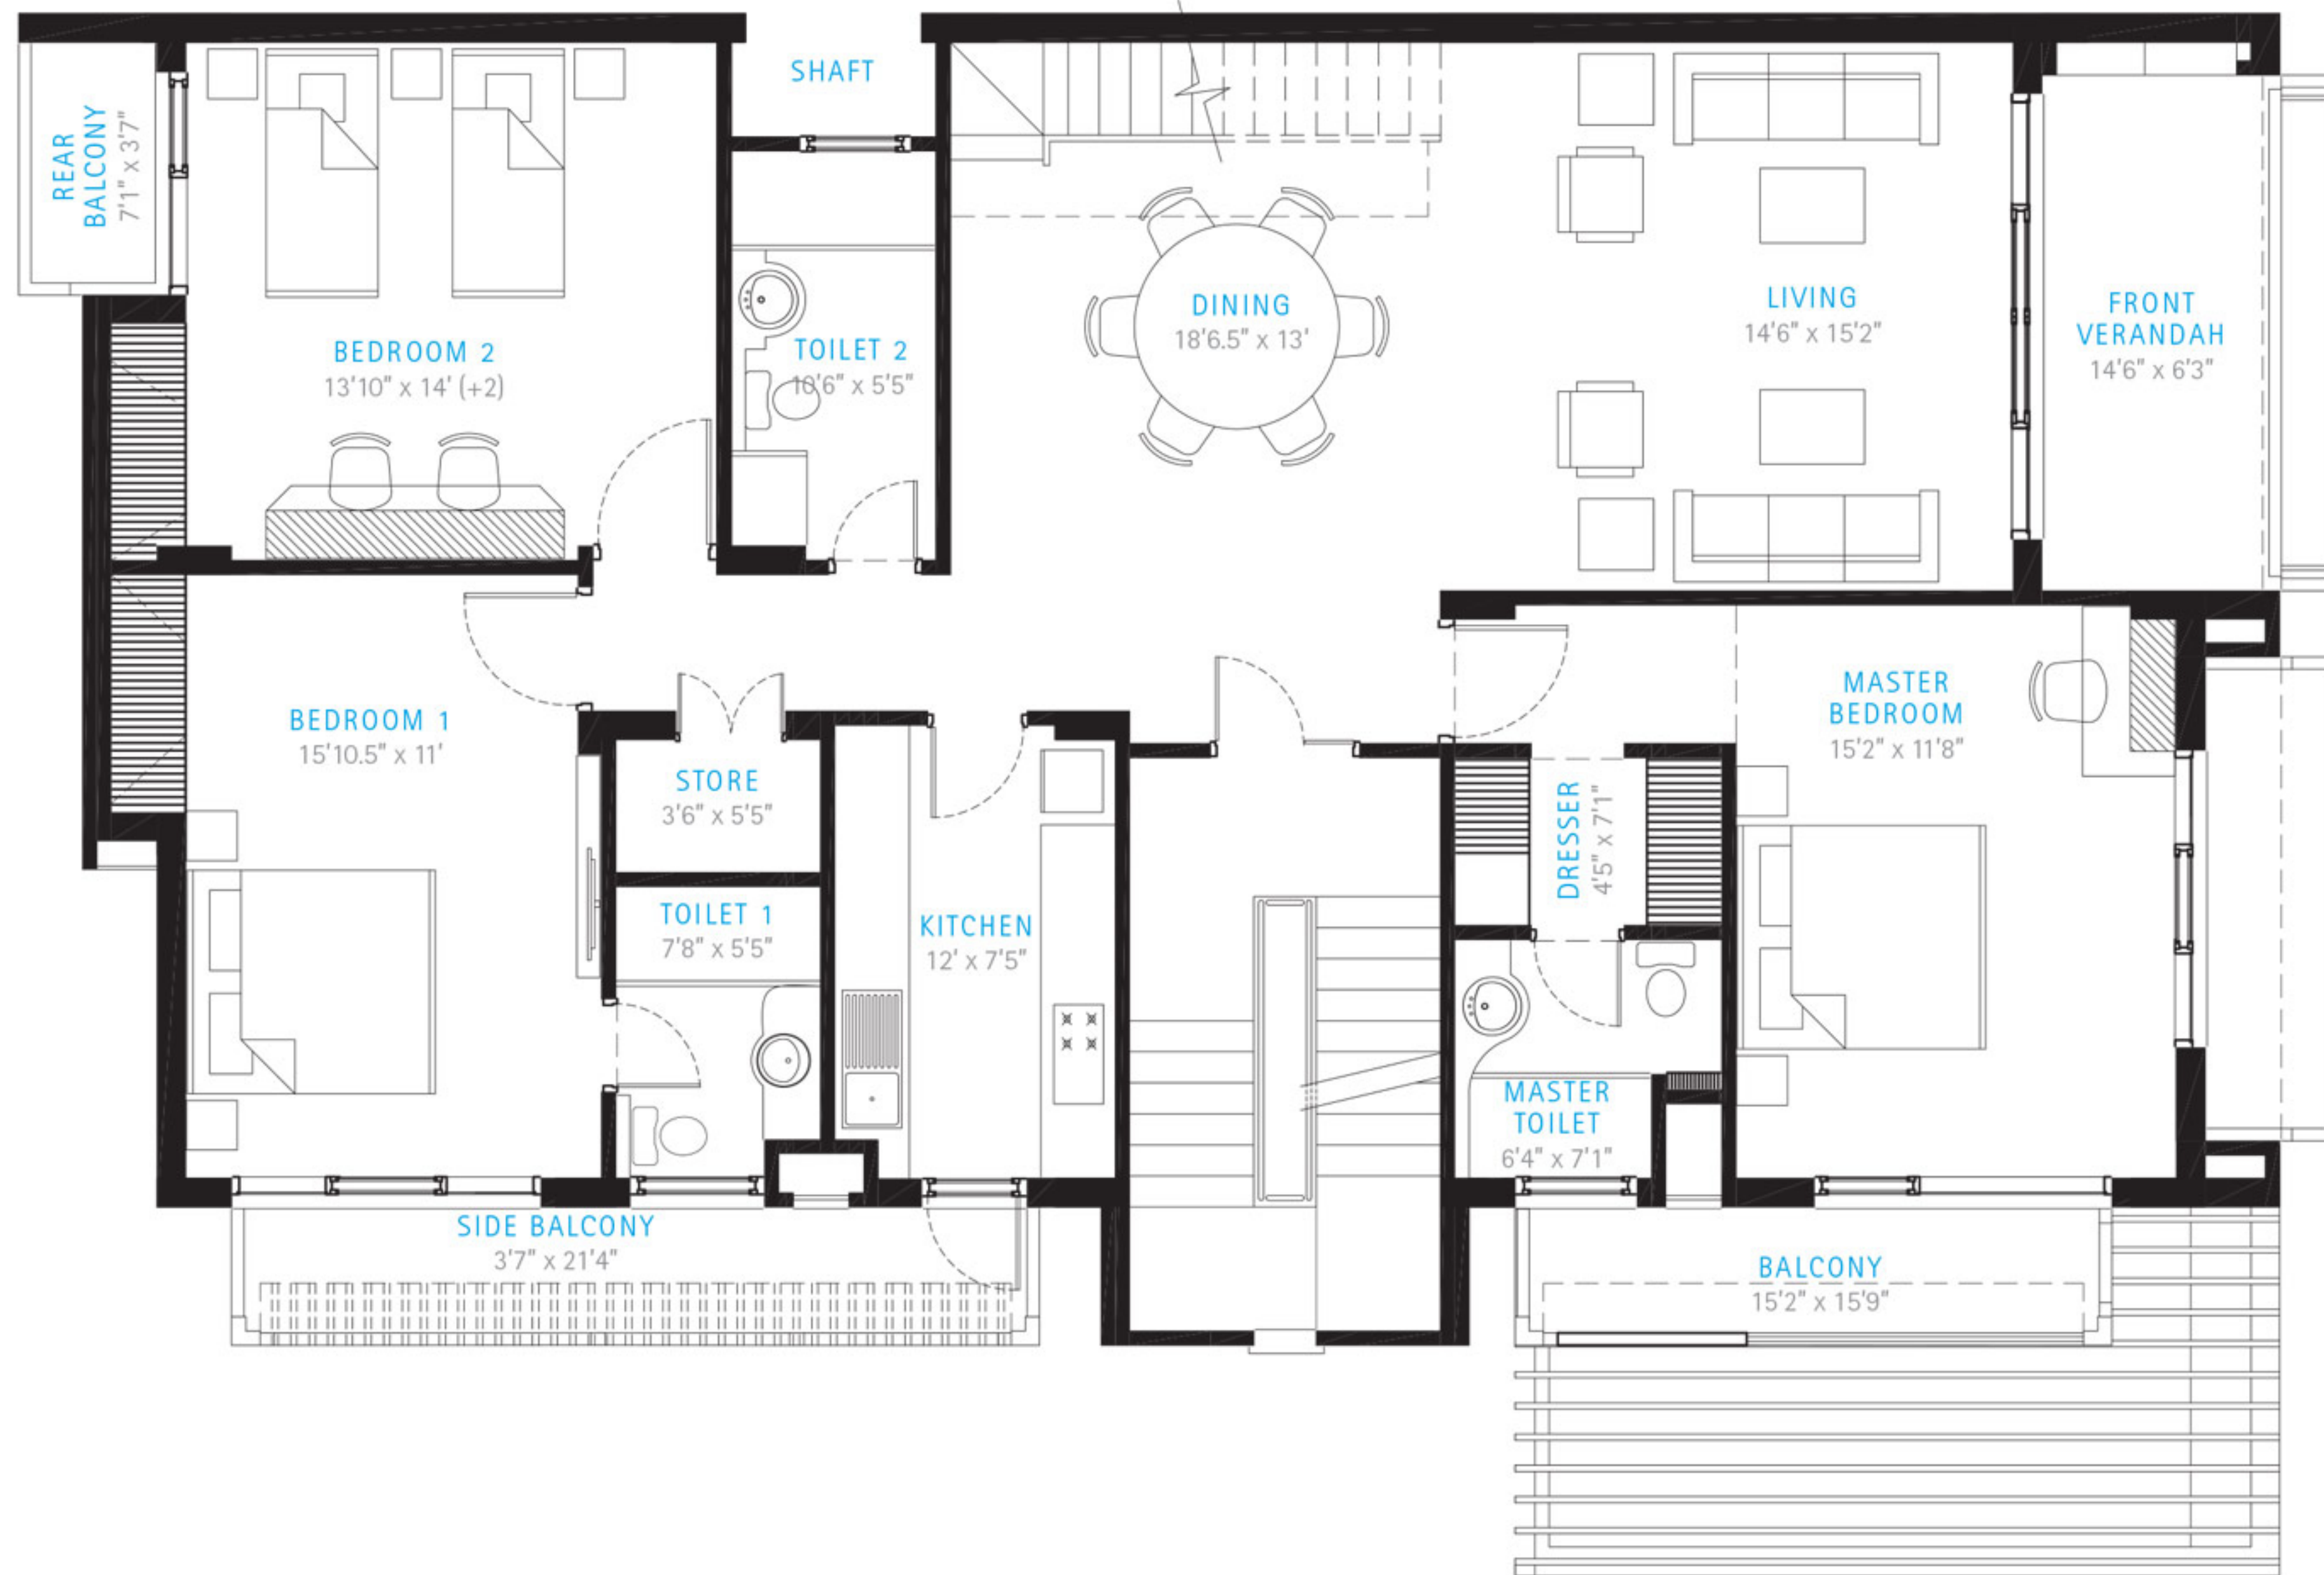 SHAFT
REAR
BALCONY
7'1" x 3'7"
BEDROOM 2
13'10" x 14' (+2)
TOILET 2
10'6" x 5'5"
DINING
18'6.5" x 13'
LIVING
14'6" x 15'2"
FRONT
VERANDAH
14'6" x 6'3"
BEDROOM 1
15'10.5" x 11'
STORE
3'6" x 5'5"
TOILET 1
7'8" x 5'5"
KITCHEN
12' x 7'5"
DRESSER
4'5" x 7'1"
MASTER
BEDROOM
15'2" x 11'8"
MASTER
TOILET
6'4" x 7'1"
SIDE BALCONY
3'7" x 21'4"
BALCONY
15'2" x 15'9"